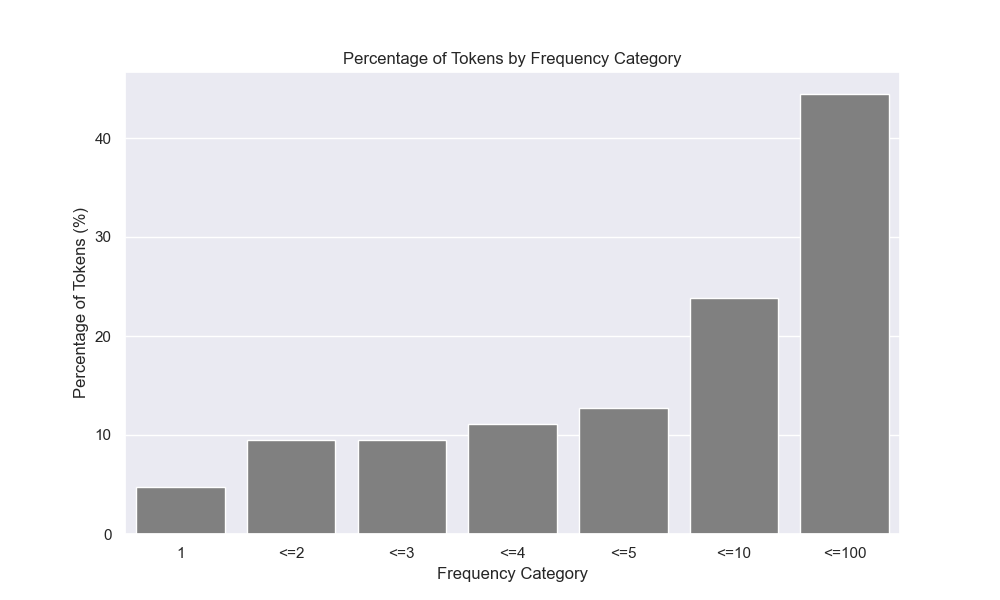 Percentage of Tokens by Frequency Category
Percentage of Tokens (%)
40
30
20
10
0
1 <=2 <=3 <=4 <=5 <=10 <=100
Frequency Category